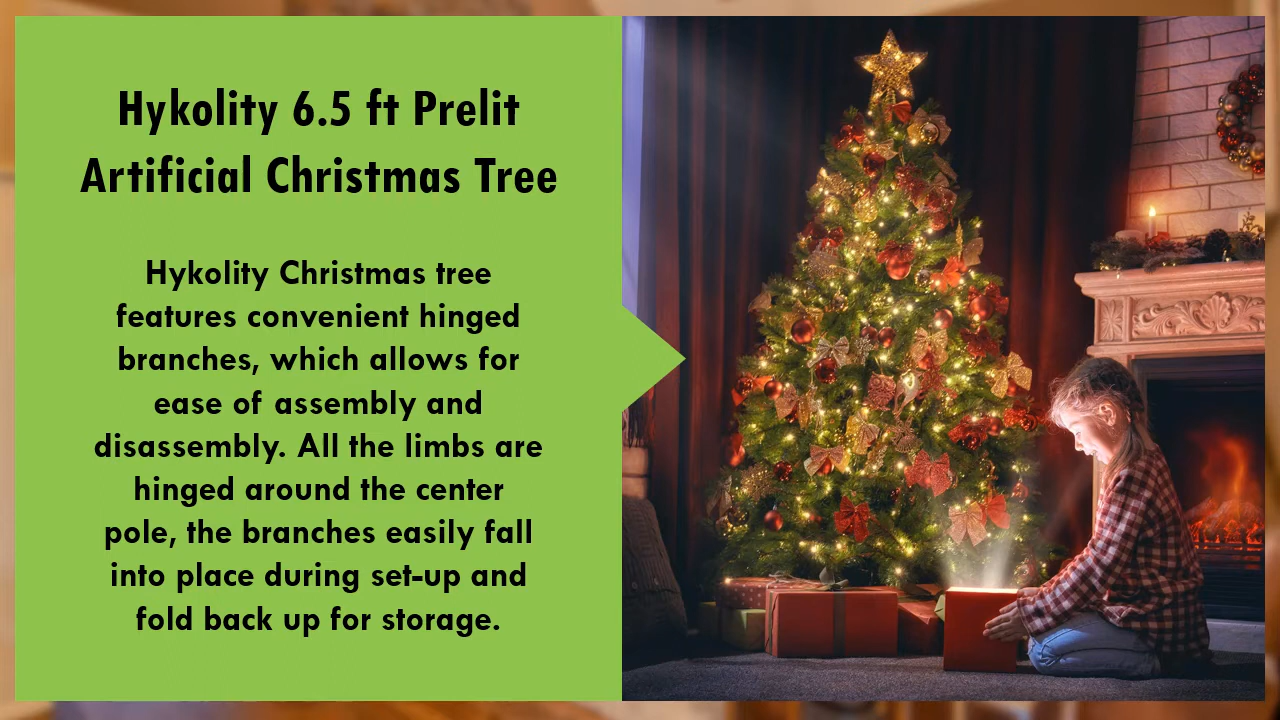 Hykolity 6.5 ft Prelit
Artificial Christmas Tree
Hykolity Christmas tree
features convenient hinged
branches, which allows for
ease of assembly and
disassembly. All the limbs are
hinged around the center
pole, the branches easily fall
into place during set-up and
fold back up for storage.